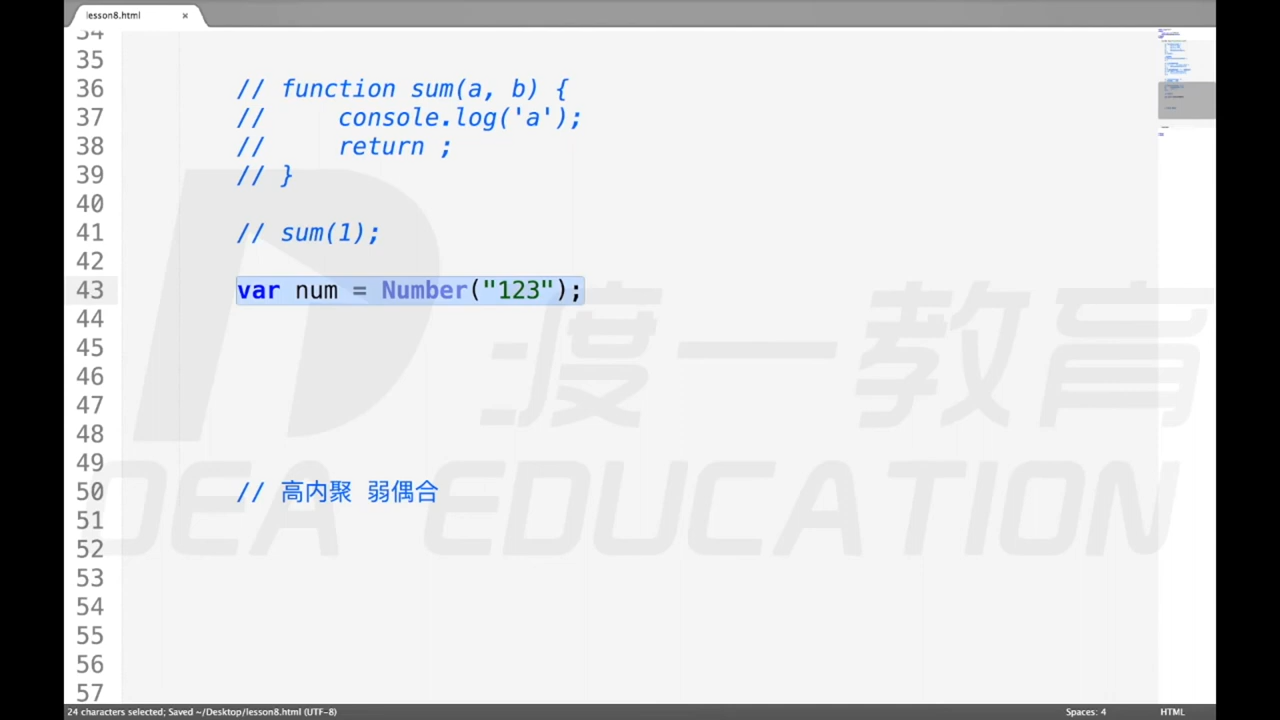 lesson8.html ×
34
35
36 // function sum(a, b) {
37 // console.log('a');
38 // return ;
39 // }
40
41 // sum(1);
42
43 var num = Number("123");
44
45
46
47
48
49
50 // 高内聚 弱偶合
51
52
53
54
55
56
57
渡一教育
IDEA EDUCATION
24 characters selected; Saved ~/Desktop/lesson8.html (UTF-8) Spaces: 4 HTML